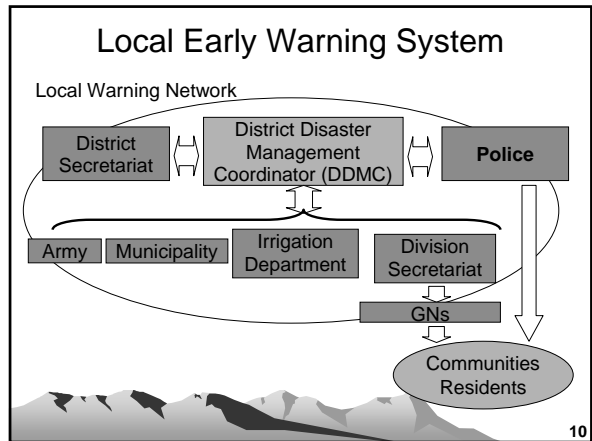 Local Early Warning System
Local Warning Network
District
Secretariat
District Disaster
Management
Coordinator (DDMC)
Police
Army
Municipality
Irrigation
Department
Division
Secretariat
GNs
Communities
Residents
10